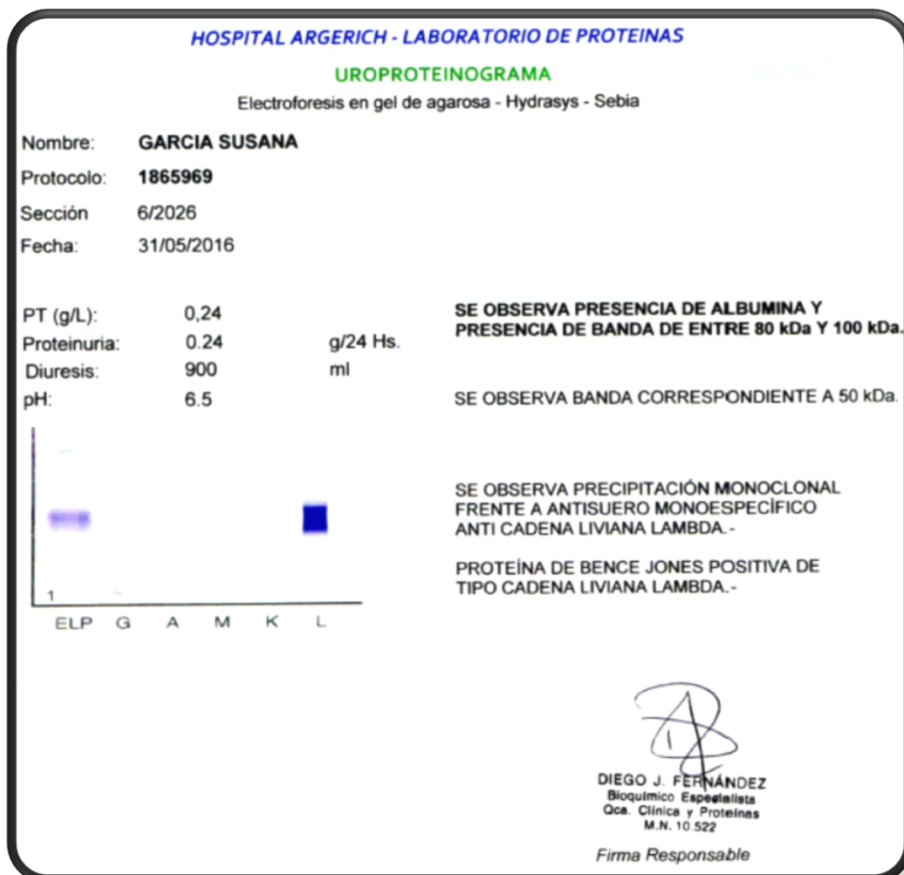 HOSPITAL ARGERICH - LABORATORIO DE PROTEINAS
UROPROTEINOGRAMA
Electroforesis en gel de agarosa - Hydrasys - Sebia
Nombre: GARCIA SUSANA
Protocolo: 1865969
Sección 6/2026
Fecha: 31/05/2016
PT (g/L): 0,24
Proteinuria: 0.24 g/24 Hs.
Diuresis: 900 ml
pH: 6.5
SE OBSERVA PRESENCIA DE ALBUMINA Y
PRESENCIA DE BANDA DE ENTRE 80 kDa Y 100 kDa.
SE OBSERVA BANDA CORRESPONDIENTE A 50 kDa.
SE OBSERVA PRECIPITACIÓN MONOCLONAL
FRENTE A ANTISUERO MONOESPECÍFICO
ANTI CADENA LIVIANA LAMBDA.-
PROTEÍNA DE BENCE JONES POSITIVA DE
TIPO CADENA LIVIANA LAMBDA.-
1
ELP G A M K L
DIEGO J. FERNÁNDEZ
Bioquímico Especialista
Qca. Clínica y Proteínas
M.N. 10.522
Firma Responsable